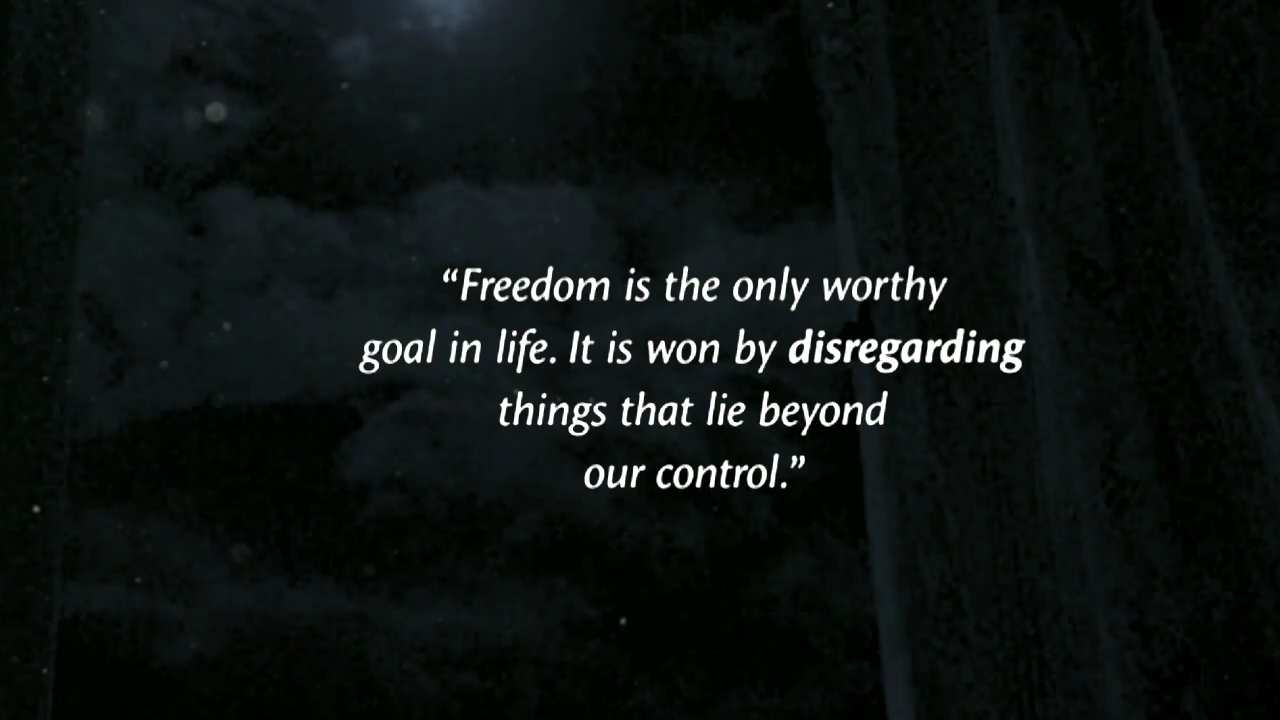 “Freedom is the only worthy
goal in life. It is won by disregarding
things that lie beyond
our control.”